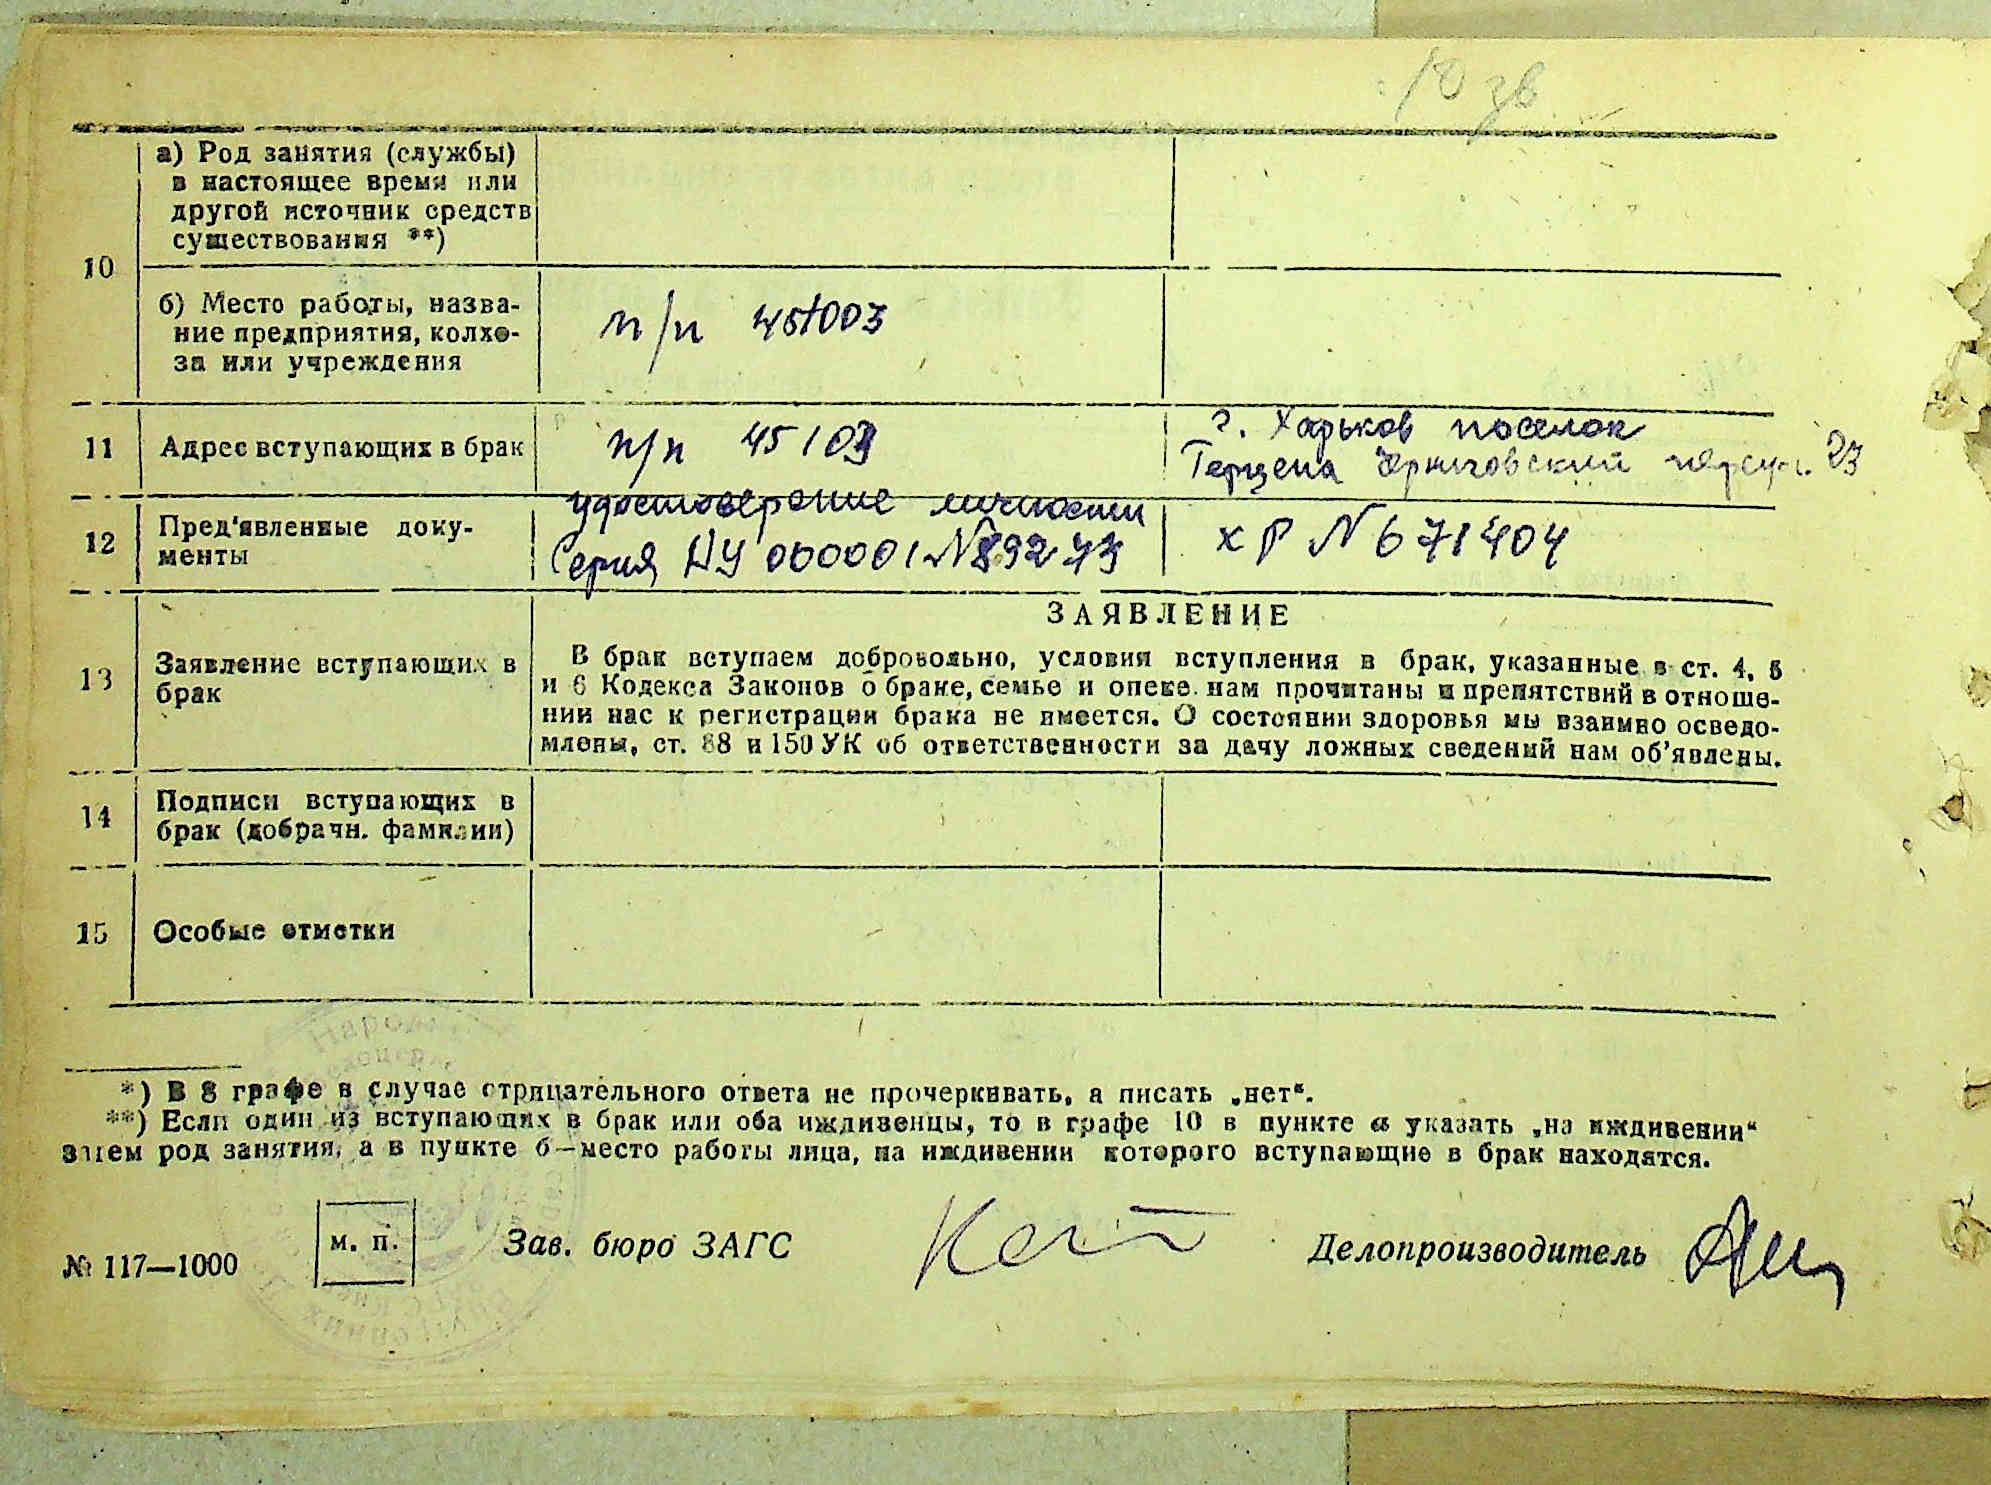 10 зв
а) Род занятия (службы)
в настоящее время или
другой источник средств
существования **)
10
б) Место работы, назва-
ние предприятия, колхо-
за или учреждения
п/п
11 Адрес вступающих в брак
п/п 45103
г. Харьков поселок
Герцена Черниговский 23
12 Пред'явленные доку-
менты
удостоверение личности
Серия НУ 000001 №89273
ХР № 671404
13 Заявление вступающих в
брак
ЗАЯВЛЕНИЕ
В брак вступаем добровольно, условия вступления в брак, указанные в ст. 4, 5
и 6 Кодекса Законов о браке, семье и опеке нам прочитаны и препятствий в отноше-
нии нас к регистрации брака не имеется. О состоянии здоровья мы взаимно осведо-
млены, ст. 88 и 150 УК об ответственности за дачу ложных сведений нам об'явлены.
14 Подписи вступающих в
брак (добрачн. фамилии)
15 Особые отметки
*) В 8 графе в случае отрицательного ответа не прочеркивать, а писать „нет“.
**) Если один из вступающих в брак или оба иждивенцы, то в графе 10 в пункте а указать „на иждивении“
затем род занятия, а в пункте б—место работы лица, на иждивении которого вступающие в брак находятся.
№ 117—1000
м. п.
Зав. бюро ЗАГС
Делопроизводитель